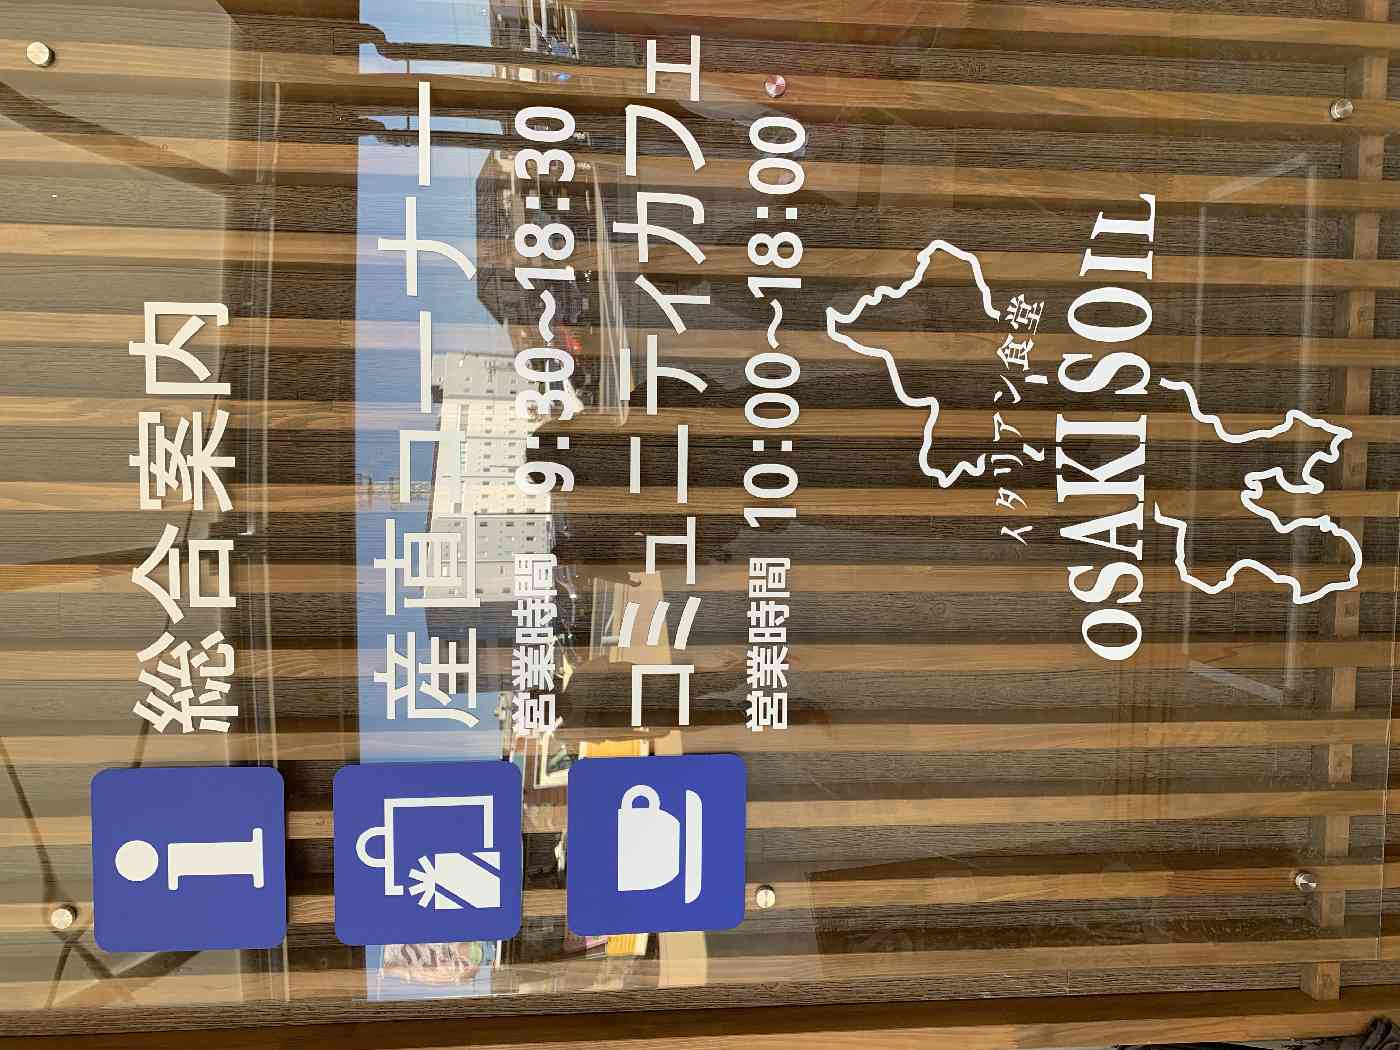 総合案内
産直コーナー
営業時間 9:30～18:30
コミュニティカフェ
営業時間 10:00～18:00
イタリアン食堂
OSAKI SOIL